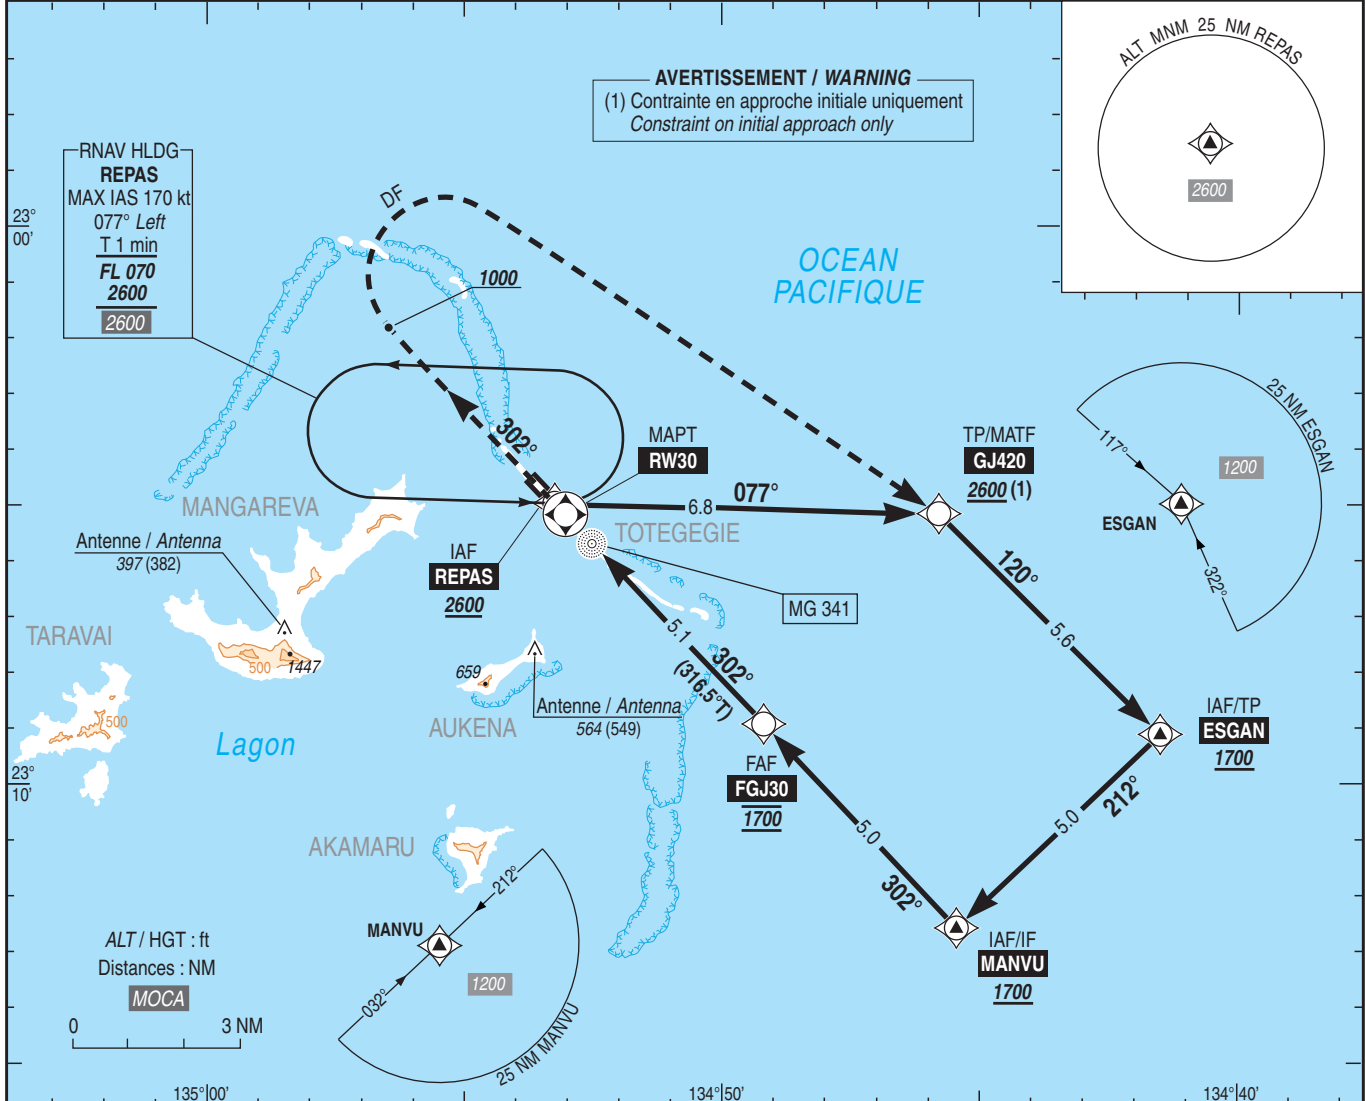 AVERTISSEMENT / WARNING
(1) Contrainte en approche initiale uniquement
Constraint on initial approach only
ALT MNM 25 NM REPAS
2600
RNAV HLDG
REPAS
MAX IAS 170 kt
077° Left
T 1 min
FL 070
2600
2600
DF
1000
OCEAN
PACIFIQUE
23°
00'
302°
MAPT
RW30
6.8
077°
TP/MATF
GJ420
2600 (1)
25 NM ESGAN
117°
1200
ESGAN
322°
MANGAREVA
Antenne / Antenna
397 (382)
IAF
REPAS
2600
TOTEGEGIE
MG 341
120°
5.6
TARAVAI
500
500
1447
659
5.1
302°
(316.5°T)
Antenne / Antenna
564 (549)
AUKENA
Lagon
IAF/TP
ESGAN
1700
FAF
FGJ30
1700
23°
10'
212°
5.0
5.0
302°
AKAMARU
212°
MANVU
032°
1200
25 NM MANVU
IAF/IF
MANVU
1700
ALT / HGT : ft
Distances : NM
MOCA
0 3 NM
135°00' 134°50' 134°40'